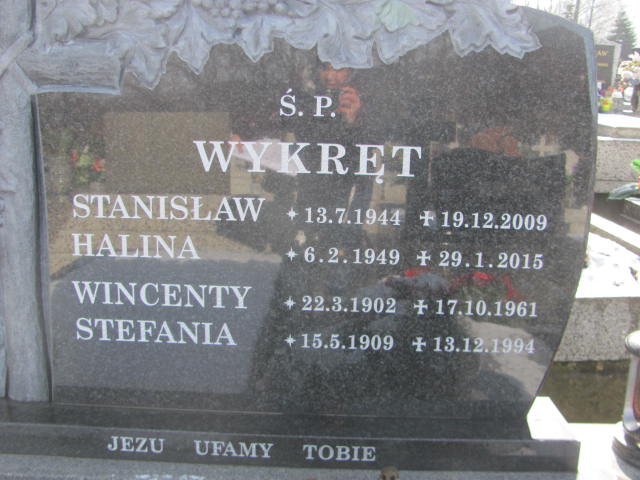 Ś. P.
WYKRĘT
STANISŁAW * 13.7.1944 ✝ 19.12.2009
HALINA * 6.2.1949 ✝ 29.1.2015
WINCENTY * 22.3.1902 ✝ 17.10.1961
STEFANIA * 15.5.1909 ✝ 13.12.1994
JEZU UFAMY TOBIE